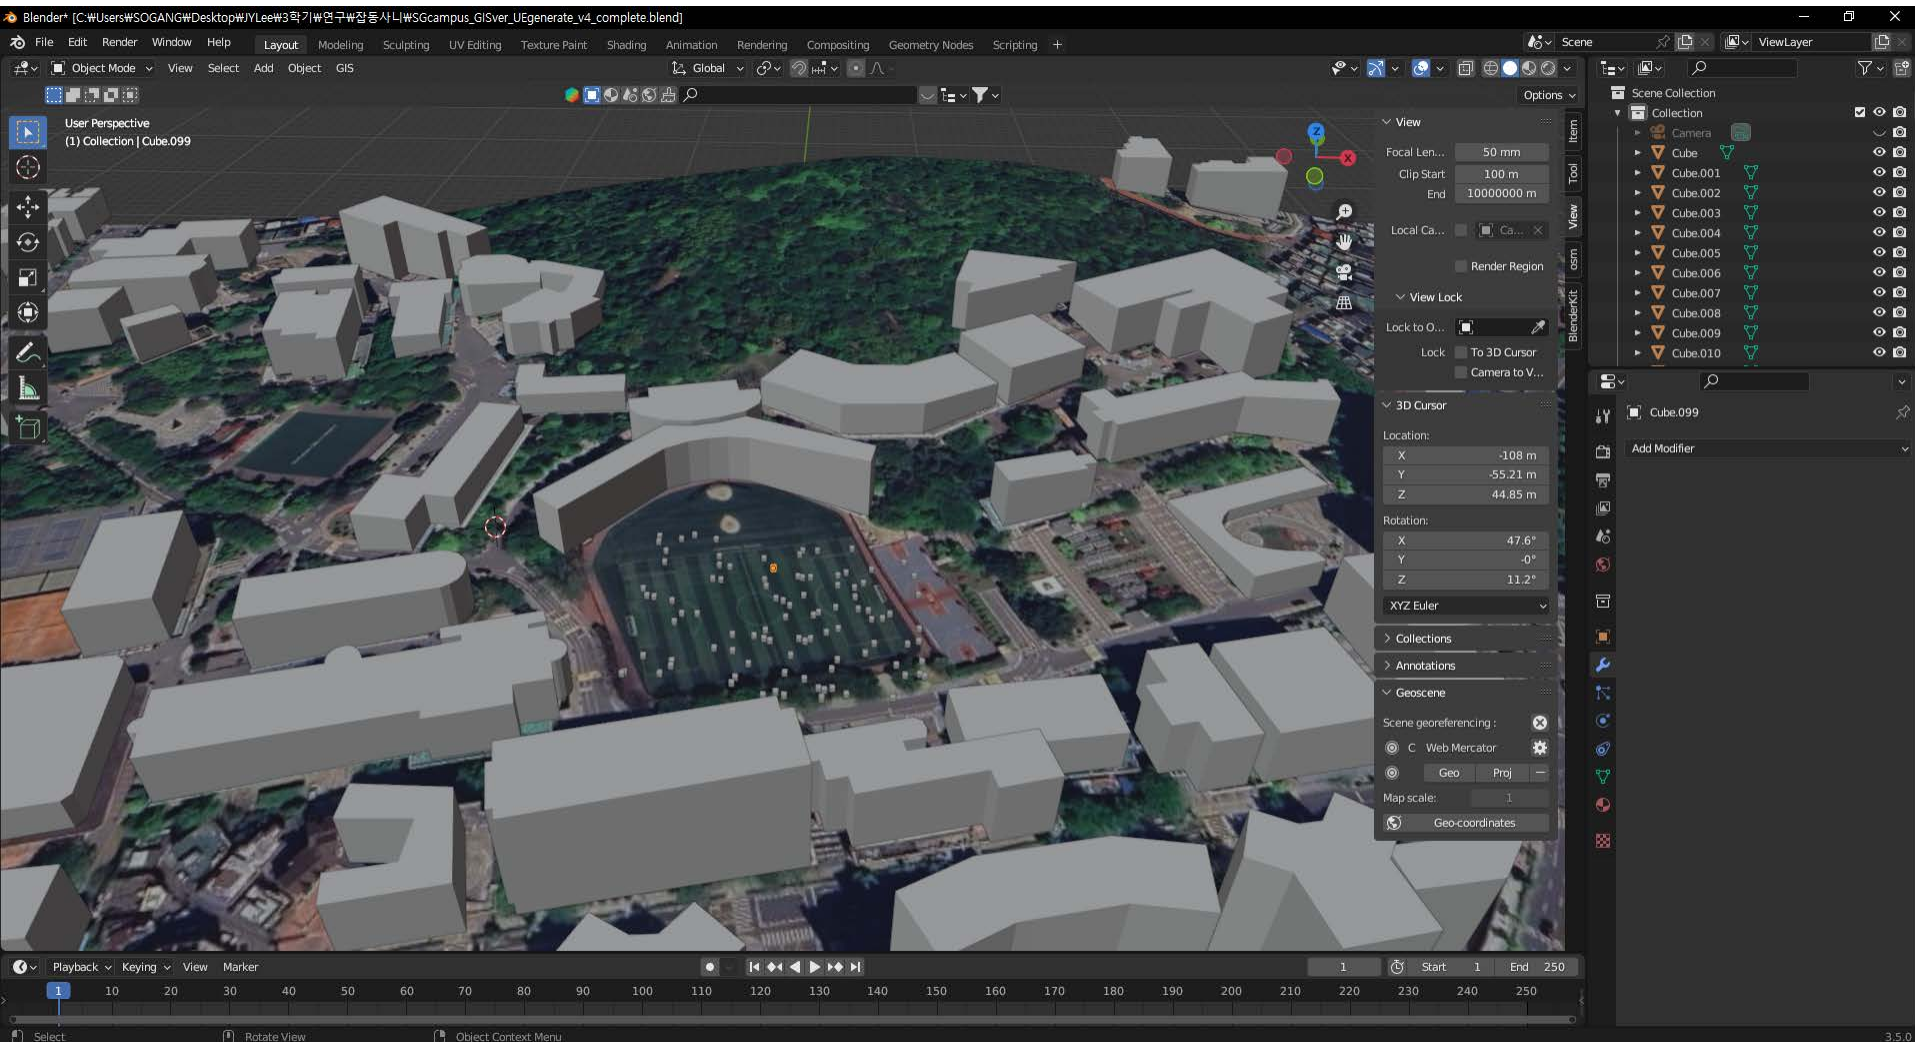 Blender* [C:₩Users₩SOGANG₩Desktop₩JYLee₩3학기₩연구₩잡동사니₩SGcampus_GISver_UEgenerate_v4_complete.blend]
File Edit Render Window Help Layout Modeling Sculpting UV Editing Texture Paint Shading Animation Rendering Compositing Geometry Nodes Scripting + Scene ViewLayer
Object Mode View Select Add Object GIS Global
Options
User Perspective
(1) Collection | Cube.099
Z
X
View
Focal Len... 50 mm
Clip Start 100 m
End 10000000 m
Local Ca... Ca...
Render Region
View Lock
Lock to O...
Lock To 3D Cursor
Camera to V...
3D Cursor
Location:
X -108 m
Y -55.21 m
Z 44.85 m
Rotation:
X 47.6°
Y -0°
Z 11.2°
XYZ Euler
Collections
Annotations
Geoscene
Scene georeferencing :
C Web Mercator
Geo Proj
Map scale: 1
Geo-coordinates
Item
Tool
View
osm
BlenderKit
Scene Collection
Collection
Camera
Cube
Cube.001
Cube.002
Cube.003
Cube.004
Cube.005
Cube.006
Cube.007
Cube.008
Cube.009
Cube.010
Cube.099
Add Modifier
Playback Keying View Marker 1 Start 1 End 250
1 10 20 30 40 50 60 70 80 90 100 110 120 130 140 150 160 170 180 190 200 210 220 230 240 250
Select Rotate View Object Context Menu 3.5.0